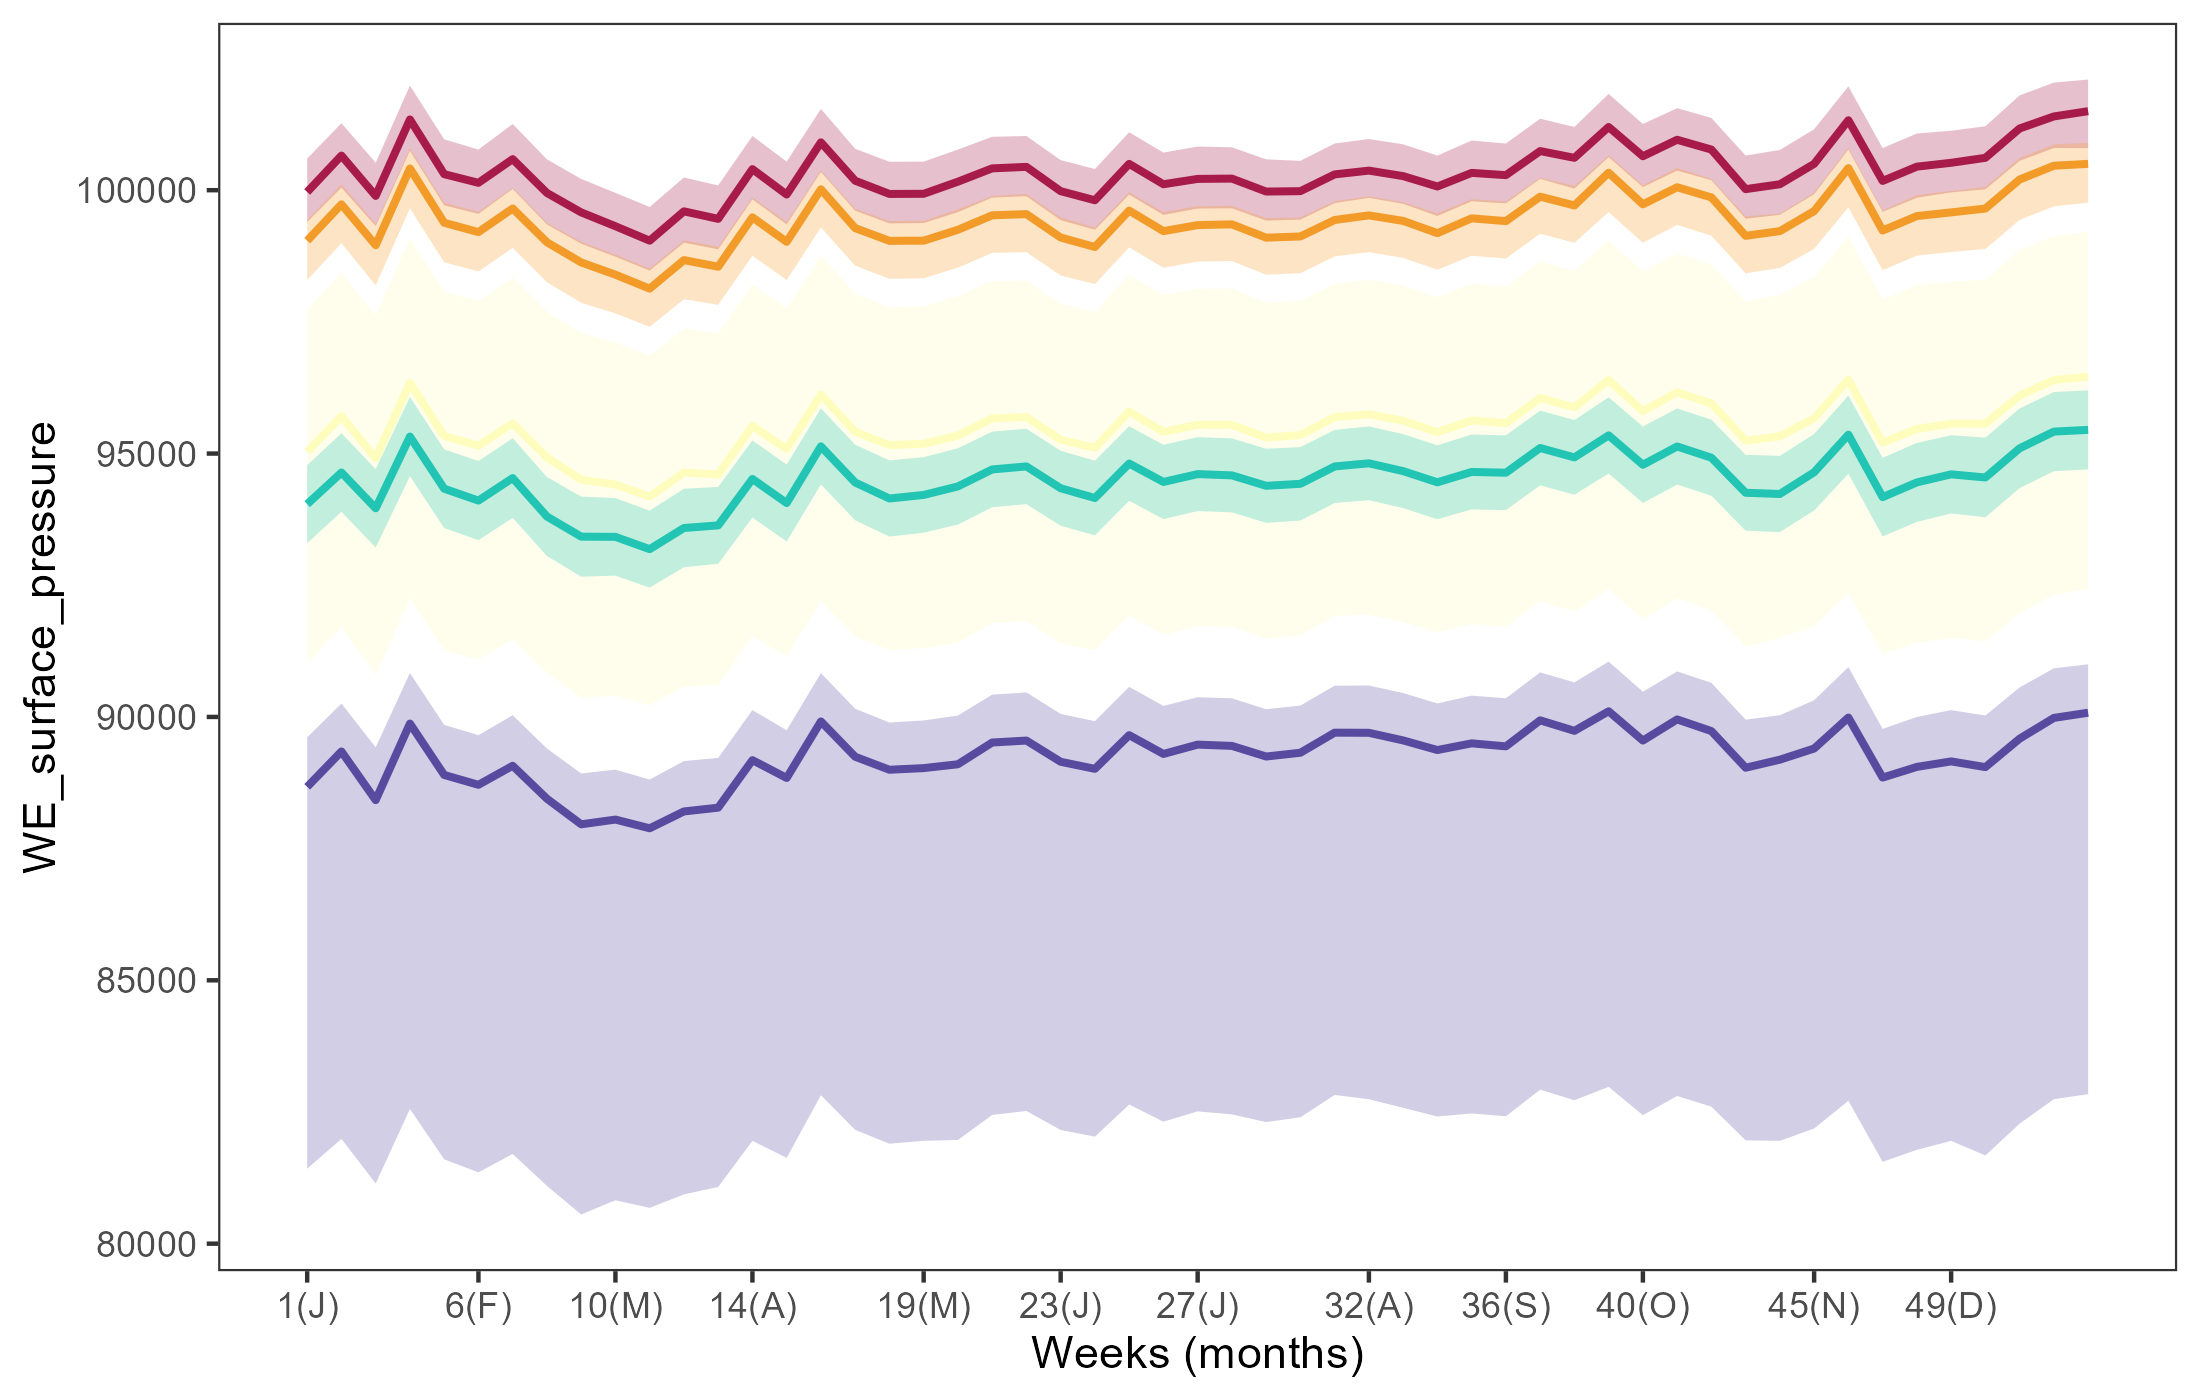 WE_surface_pressure
100000
95000
90000
85000
80000
1(J) 6(F) 10(M) 14(A) 19(M) 23(J) 27(J) 32(A) 36(S) 40(O) 45(N) 49(D)
Weeks (months)